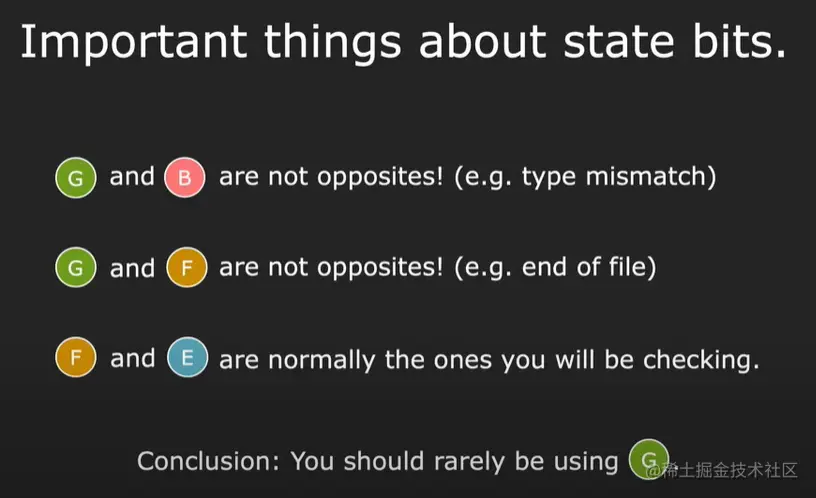 Important things about state bits.
G and B are not opposites! (e.g. type mismatch)
G and F are not opposites! (e.g. end of file)
F and E are normally the ones you will be checking.
Conclusion: You should rarely be using G.
@稀土掘金技术社区